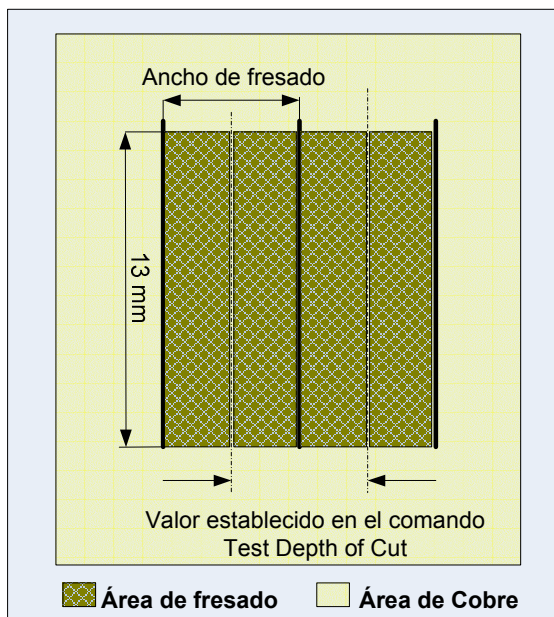 Ancho de fresado
13 mm
Valor establecido en el comando
Test Depth of Cut
Área de fresado
Área de Cobre